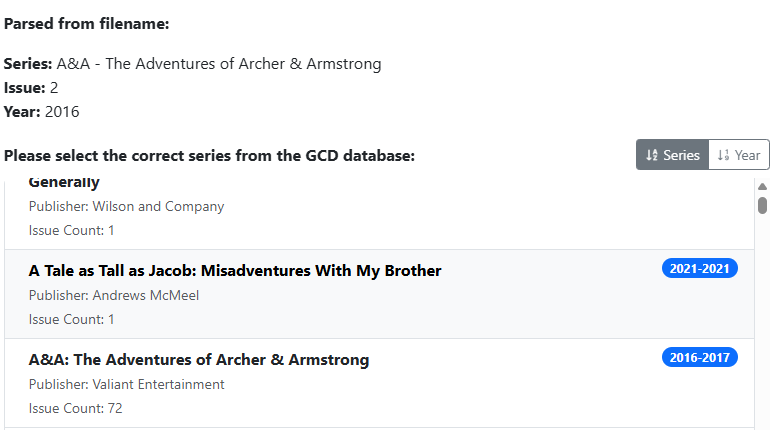 Parsed from filename:
Series: A&A - The Adventures of Archer & Armstrong
Issue: 2
Year: 2016
Please select the correct series from the GCD database:
Series
Year
Generally
Publisher: Wilson and Company
Issue Count: 1
A Tale as Tall as Jacob: Misadventures With My Brother
2021-2021
Publisher: Andrews McMeel
Issue Count: 1
A&A: The Adventures of Archer & Armstrong
2016-2017
Publisher: Valiant Entertainment
Issue Count: 72